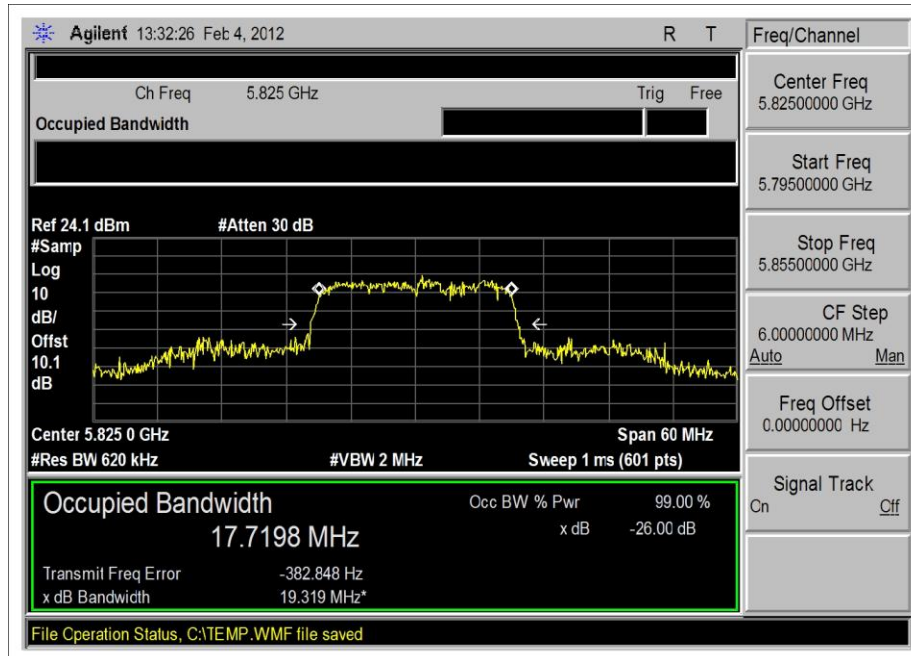 Agilent 13:32:26 Feb 4, 2012 R T
Freq/Channel
Ch Freq 5.825 GHz Trig Free
Occupied Bandwidth
Center Freq
5.82500000 GHz
Start Freq
5.79500000 GHz
Stop Freq
5.85500000 GHz
CF Step
6.00000000 MHz
Auto Man
Freq Offset
0.00000000 Hz
Signal Track
On Off
Ref 24.1 dBm #Atten 30 dB
#Samp
Log
10
dB/
Offst
10.1
dB
Center 5.825 0 GHz Span 60 MHz
#Res BW 620 kHz #VBW 2 MHz Sweep 1 ms (601 pts)
Occupied Bandwidth Occ BW % Pwr 99.00 %
17.7198 MHz x dB -26.00 dB
Transmit Freq Error -382.848 Hz
x dB Bandwidth 19.319 MHz*
File Operation Status, C:\TEMP.WMF file saved